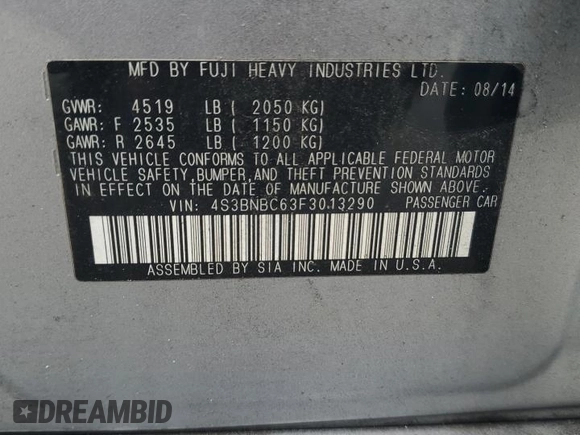 MFD BY FUJI HEAVY INDUSTRIES LTD.
DATE: 08/14
GVWR: 4519 LB ( 2050 KG)
GAWR: F 2535 LB ( 1150 KG)
GAWR: R 2645 LB ( 1200 KG)
THIS VEHICLE CONFORMS TO ALL APPLICABLE FEDERAL MOTOR
VEHICLE SAFETY, BUMPER, AND THEFT PREVENTION STANDARDS
IN EFFECT ON THE DATE OF MANUFACTURE SHOWN ABOVE.
VIN: 4S3BNBC63F3013290 PASSENGER CAR
ASSEMBLED BY SIA INC. MADE IN U.S.A.
DREAMBID